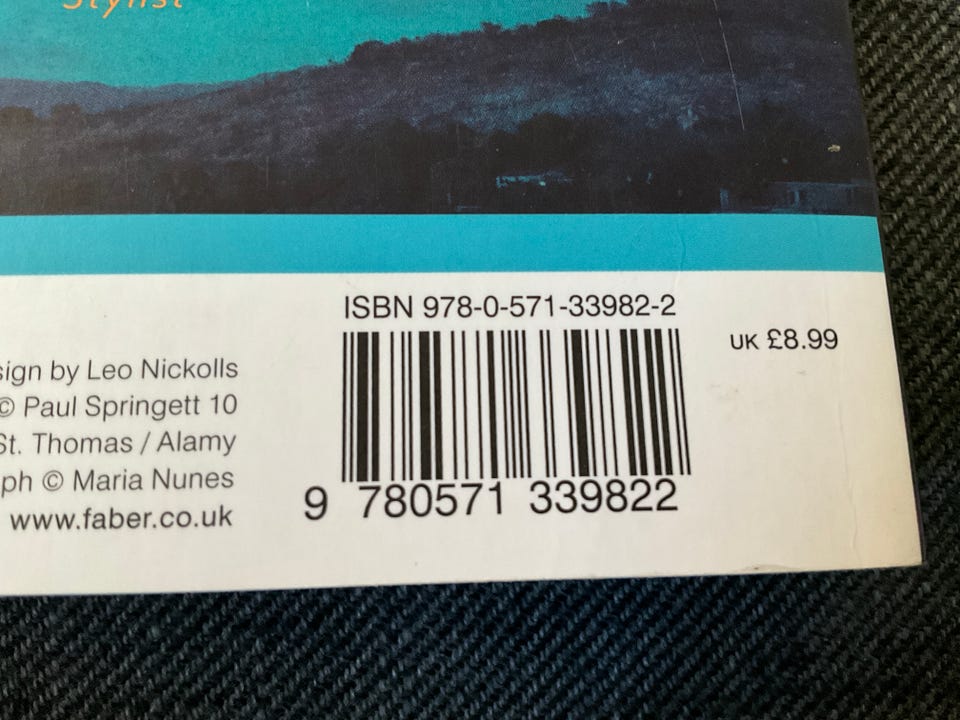 Stylist
ISBN 978-0-571-33982-2
UK £8.99
sign by Leo Nickolls
© Paul Springett 10
St. Thomas / Alamy
ph © Maria Nunes
www.faber.co.uk
9 780571 339822